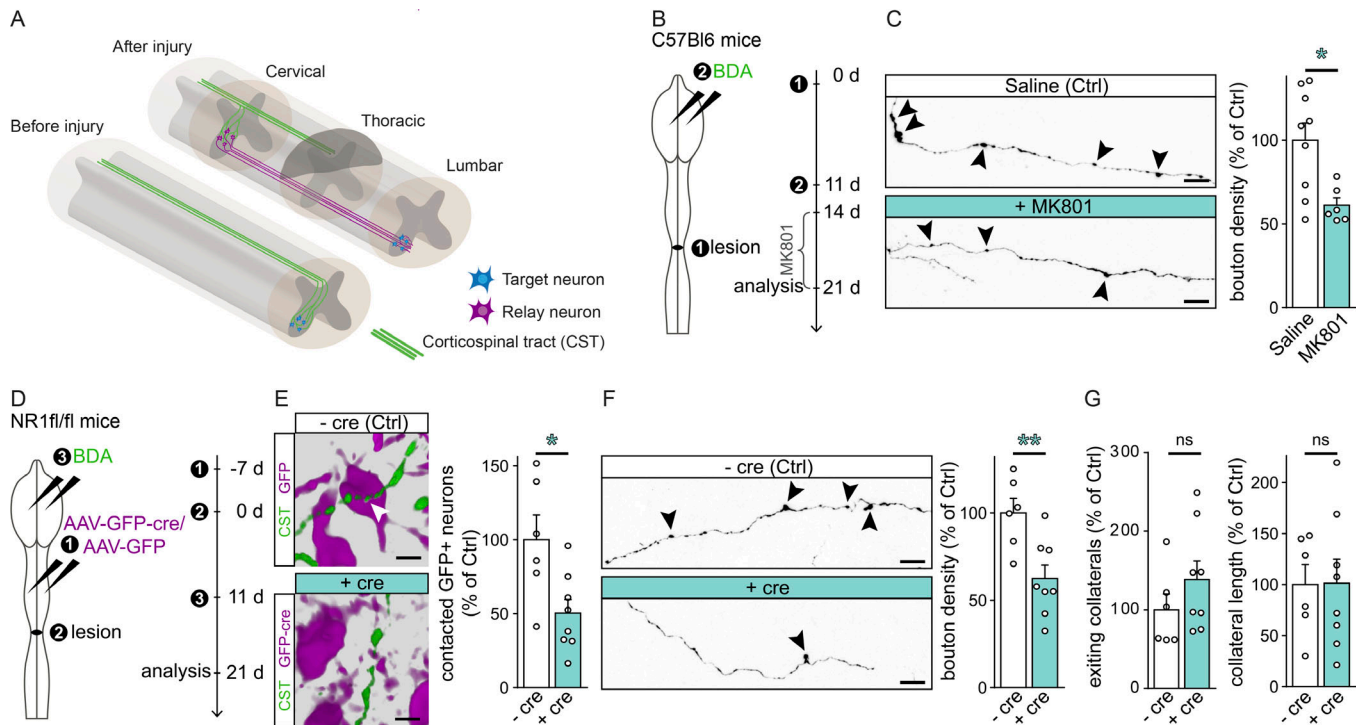 A
After injury
Cervical
Before injury
Thoracic
Lumbar
Target neuron
Relay neuron
Corticospinal tract (CST)
B
C57Bl6 mice
2 BDA
1 lesion
1
0 d
2
11 d
14 d
MK801
analysis
21 d
C
Saline (Ctrl)
+ MK801
bouton density (% of Ctrl)
*
100
50
0
Saline
MK801
D
NR1fl/fl mice
3 BDA
AAV-GFP-cre/
1 AAV-GFP
2 lesion
1
-7 d
2
0 d
3
11 d
analysis
21 d
E
- cre (Ctrl)
CST GFP
+ cre
CST GFP-cre
contacted GFP+ neurons
(% of Ctrl)
*
150
100
50
0
- cre
+ cre
F
- cre (Ctrl)
+ cre
bouton density (% of Ctrl)
**
100
50
0
- cre
+ cre
G
exiting collaterals (% of Ctrl)
ns
300
200
100
0
- cre
+ cre
collateral length (% of Ctrl)
ns
200
150
100
50
0
- cre
+ cre